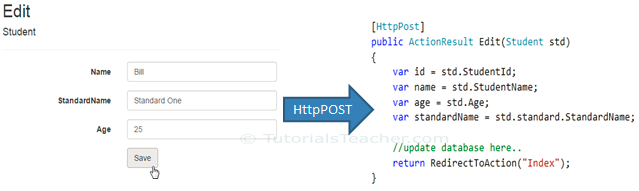 Edit
Student
Name
Bill
StandardName
Standard One
Age
25
Save
HttpPOST
[HttpPost]
public ActionResult Edit(Student std)
{
var id = std.StudentId;
var name = std.StudentName;
var age = std.Age;
var standardName = std.standard.StandardName;
//update database here..
return RedirectToAction("Index");
}
© TutorialsTeacher.com